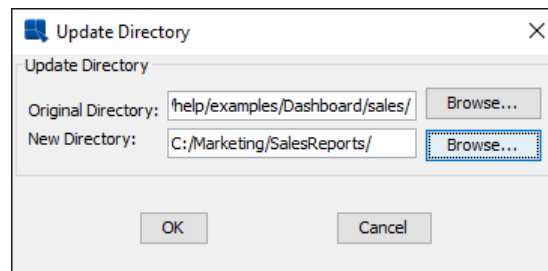 Update Directory
Update Directory
Original Directory: /help/examples/Dashboard/sales/ Browse...
New Directory: C:/Marketing/SalesReports/ Browse...
OK Cancel